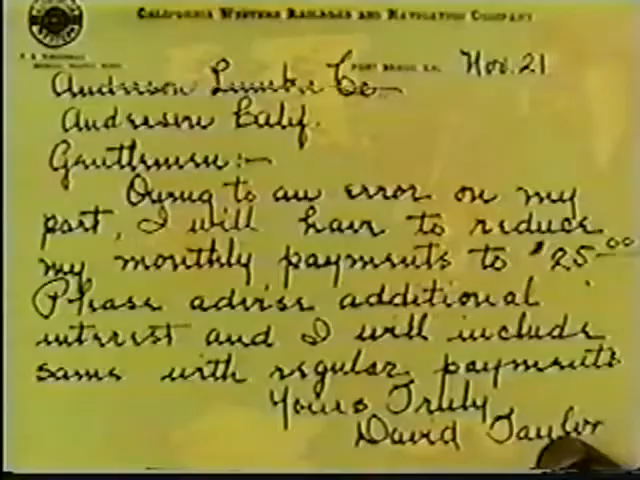 California Western Railroad and Navigation Company
Fort Bragg, Cal. Nov. 21
Anderson Lumber Co—
Anderson Calif.
Gentlemen:—
Owing to an error on my
part, I will have to reduce
my monthly payments to $25.00
Please advise additional
interest and I will include
same with regular payments
Yours Truly
David Taylor